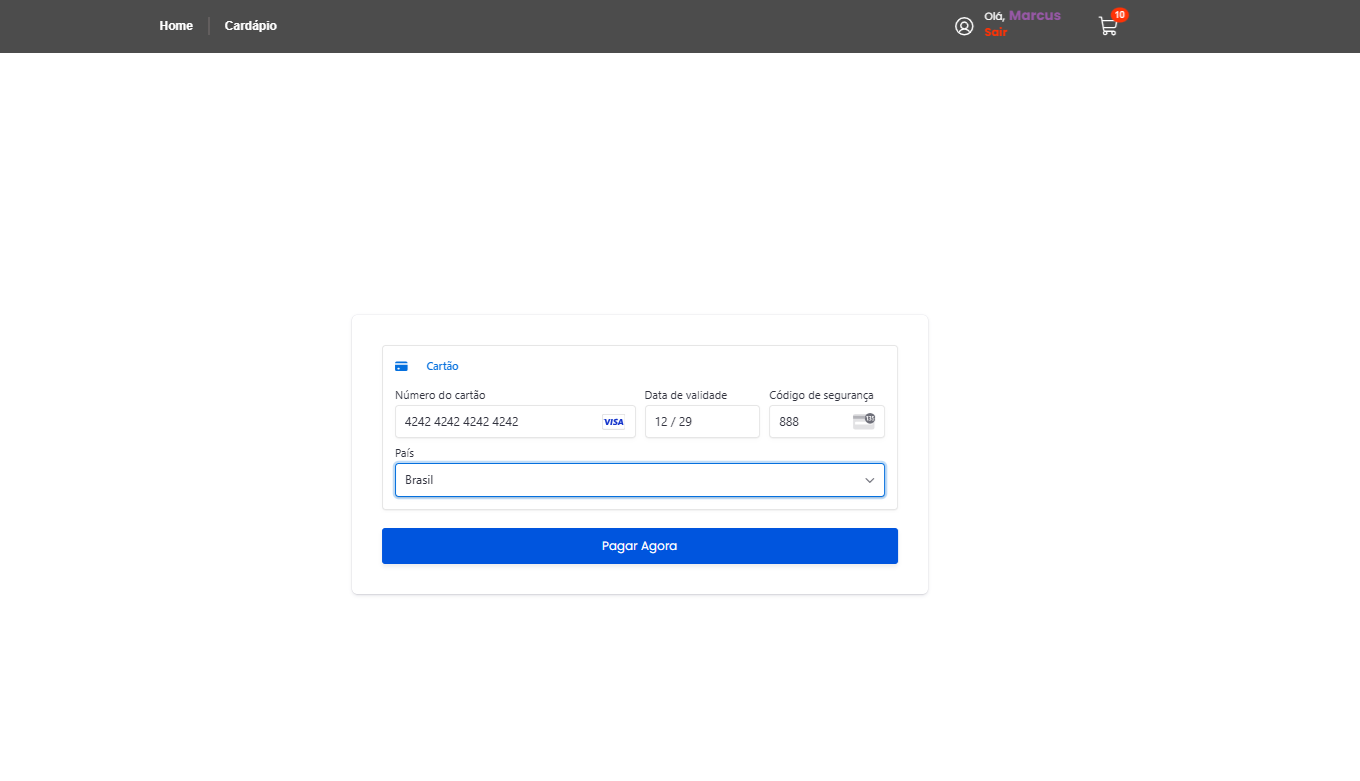 Home
Cardápio
Olá, Marcus
Sair
10
Cartão
Número do cartão
Data de validade
Código de segurança
4242 4242 4242 4242
VISA
12 / 29
888
135
País
Brasil
Pagar Agora